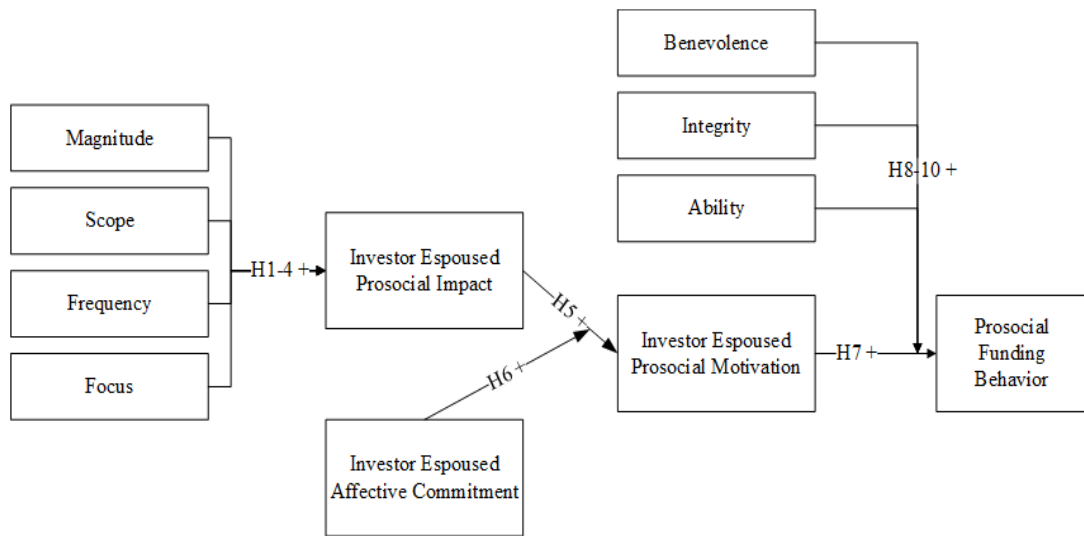 Benevolence
Magnitude
Integrity
H8-10 +
Scope
Ability
H1-4 +
Investor Espoused
Prosocial Impact
Frequency
H5 +
Investor Espoused
Prosocial Motivation
H7 +
Prosocial
Funding
Behavior
Focus
H6 +
Investor Espoused
Affective Commitment